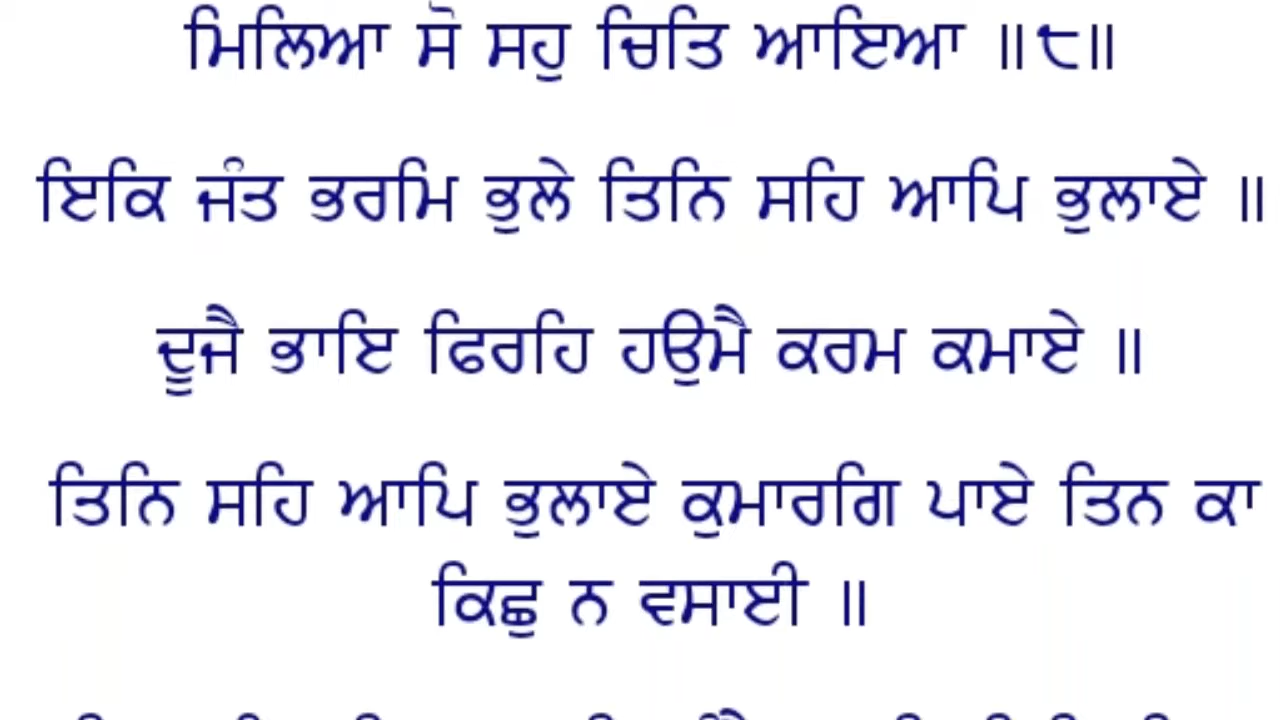 ਮਿਲਿਆ ਸੋ ਸਹੁ ਚਿਤਿ ਆਇਆ ॥੮॥
ਇਕਿ ਜੰਤ ਭਰਮਿ ਭੁਲੇ ਤਿਨਿ ਸਹਿ ਆਪਿ ਭੁਲਾਏ ॥
ਦੂਜੈ ਭਾਇ ਫਿਰਹਿ ਹਉਮੈ ਕਰਮ ਕਮਾਏ ॥
ਤਿਨਿ ਸਹਿ ਆਪਿ ਭੁਲਾਏ ਕੁਮਾਰਗਿ ਪਾਏ ਤਿਨ ਕਾ
ਕਿਛੁ ਨ ਵਸਾਈ ॥